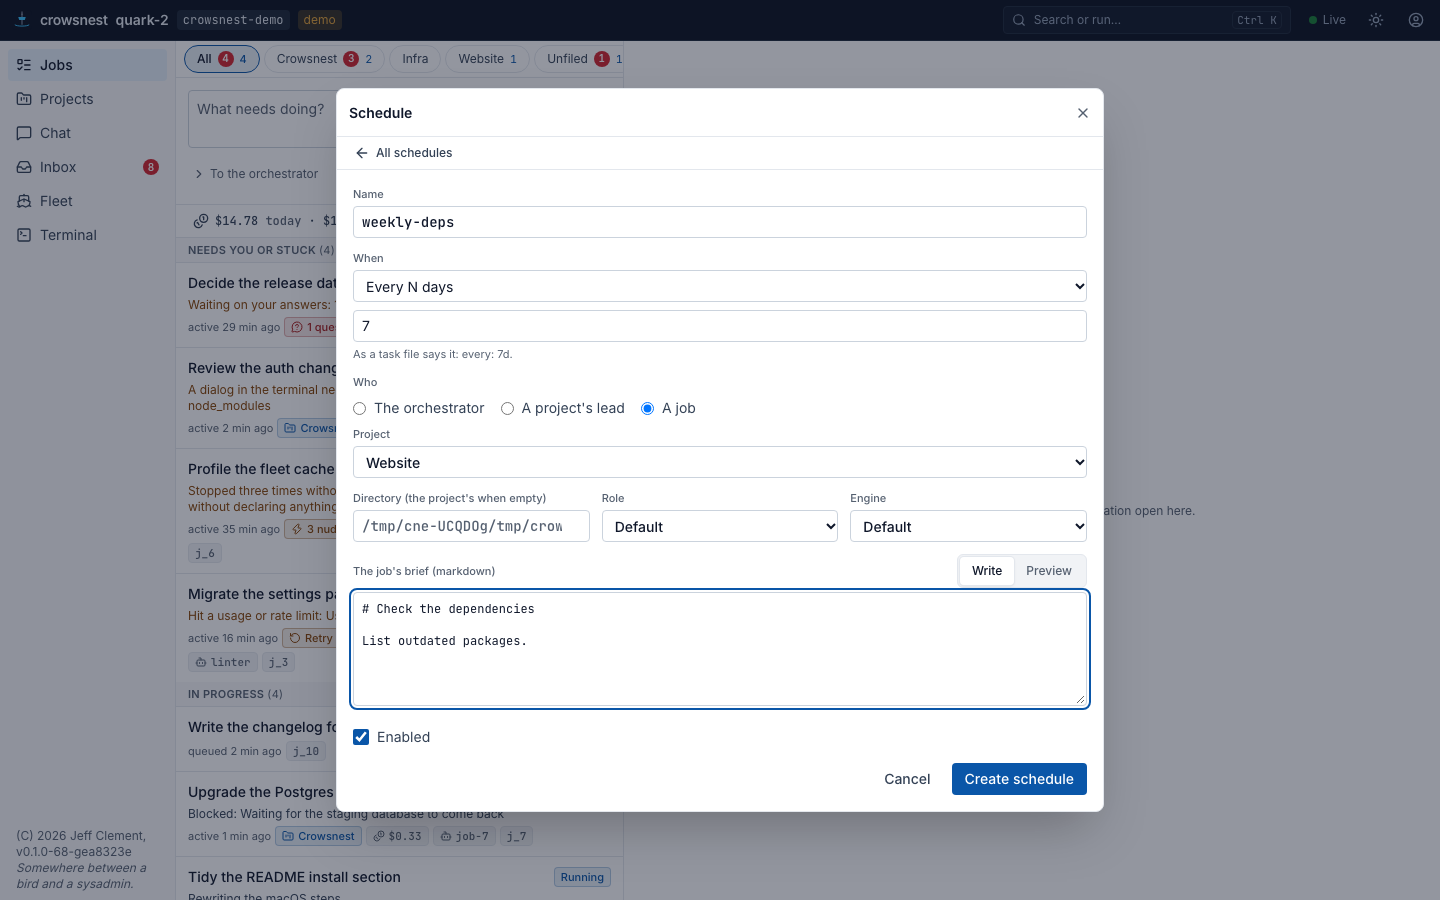 crowsnest quark-2 crowsnest-demo demo
Search or run... Ctrl K
Live
Jobs
Projects
Chat
Inbox 8
Fleet
Terminal
All 4 4 Crowsnest 3 2 Infra Website 1 Unfiled 1 1
What needs doing?
To the orchestrator
$14.78 today ·
NEEDS YOU OR STUCK (4)
Decide the release
Waiting on your answers:
active 29 min ago 1
Review the auth
A dialog in the terminal
node_modules
active 2 min ago
Profile the fleet cache
Stopped three times
without declaring
active 35 min ago 3
j_6
Migrate the settings
Hit a usage or rate limit:
active 16 min ago Retry
linter j_3
IN PROGRESS (4)
Write the changelog
queued 2 min ago j_10
Upgrade the Postgres
Blocked: Waiting for the staging database to come back
active 1 min ago Crowsnest $0.33 job-7 j_7
Tidy the README install section Running
Rewriting the macOS steps
(C) 2026 Jeff Clement,
v0.1.0-68-gea8323e
Somewhere between a
bird and a sysadmin.
open here.
Schedule
All schedules
Name
weekly-deps
When
Every N days
7
As a task file says it: every: 7d.
Who
The orchestrator A project's lead A job
Project
Website
Directory (the project's when empty) Role Engine
/tmp/cne-UCQDOg/tmp/crow Default Default
The job's brief (markdown) Write Preview
# Check the dependencies
List outdated packages.
Enabled
Cancel Create schedule